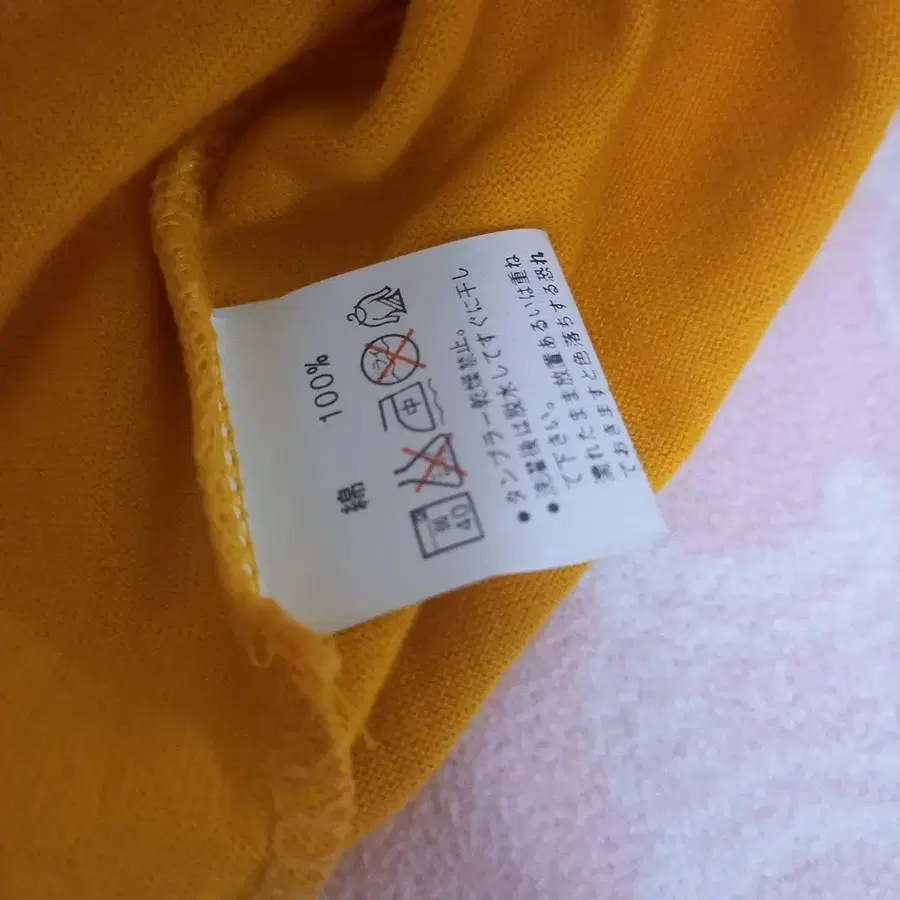 綿 100%
40
中
●タンブラー乾燥禁止。
●洗濯後は脱水してすぐに干し
て下さい。
濡れたまま放置あるいは重ね
ておきますと色落ちする恐れ